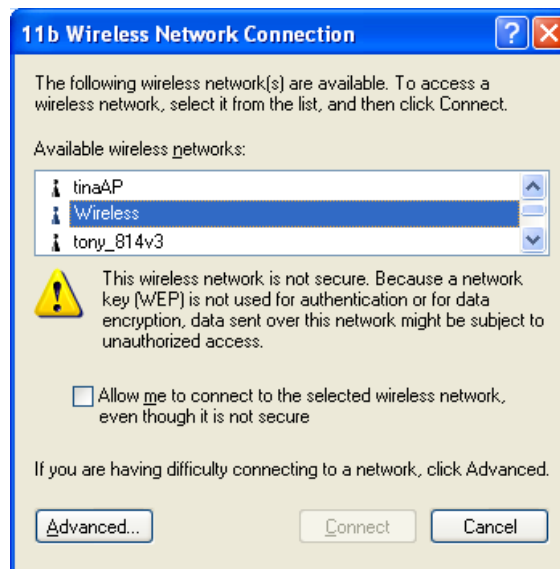 11b Wireless Network Connection
The following wireless network(s) are available. To access a
wireless network, select it from the list, and then click Connect.
Available wireless networks:
tinaAP
Wireless
tony_814v3
This wireless network is not secure. Because a network
key (WEP) is not used for authentication or for data
encryption, data sent over this network might be subject to
unauthorized access.
Allow me to connect to the selected wireless network,
even though it is not secure
If you are having difficulty connecting to a network, click Advanced.
Advanced... Connect Cancel